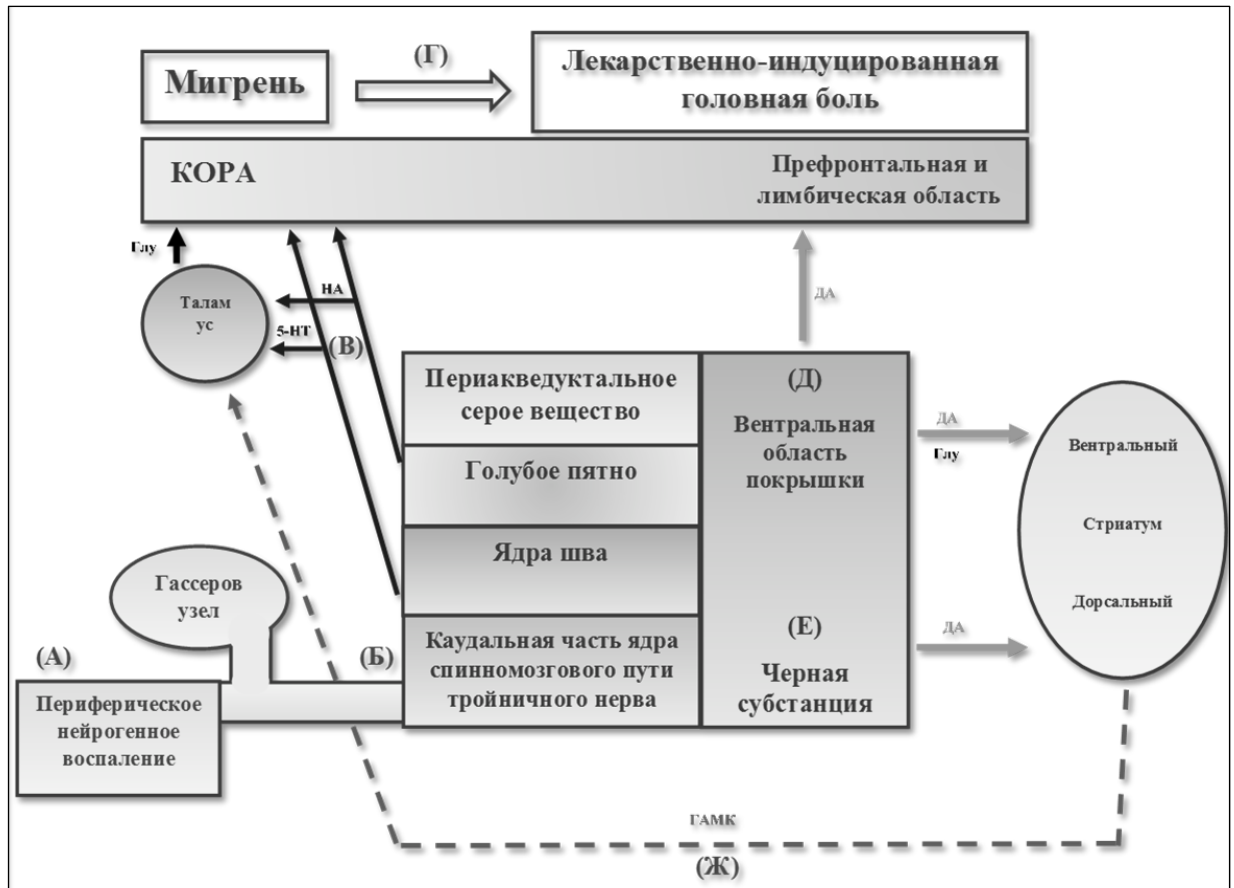 (Г)
Мигрень
Лекарственно-индуцированная
головная боль
КОРА
Префронтальная и
лимбическая область
Глу
Талам
ус
НА
5-НТ
(В)
ДА
Периакведуктальное
серое вещество
Голубое пятно
Ядра шва
Каудальная часть ядра
спинномозгового пути
тройничного нерва
(Д)
Вентральная
область
покрышки
(Е)
Черная
субстанция
ДА
Глу
ДА
Вентральный
Стриатум
Дорсальный
Гассеров
узел
(А)
(Б)
Периферическое
нейрогенное
воспаление
ГАМК
(Ж)